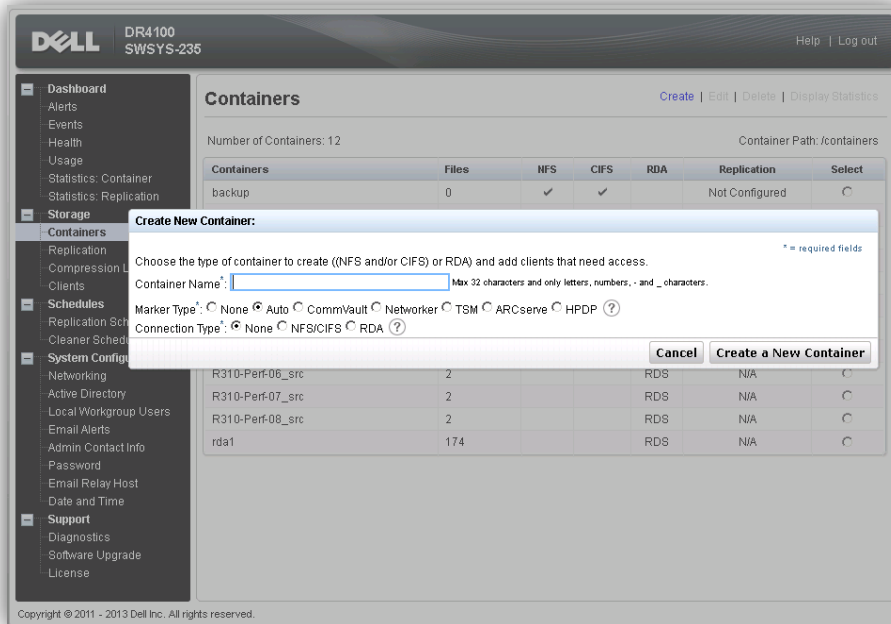 DELL
DR4100
SWSYS-235
Help | Log out
Dashboard
Alerts
Events
Health
Usage
Statistics: Container
Statistics: Replication
Storage
Containers
Replication
Compression L
Clients
Schedules
Replication Sch
Cleaner Schedu
System Configu
Networking
Active Directory
Local Workgroup Users
Email Alerts
Admin Contact Info
Password
Email Relay Host
Date and Time
Support
Diagnostics
Software Upgrade
License
Containers
Create | Edit | Delete | Display Statistics
Number of Containers: 12 Container Path: /containers
Containers Files NFS CIFS RDA Replication Select
backup 0 ✔ ✔ Not Configured
Create New Container:
* = required fields
Choose the type of container to create ((NFS and/or CIFS) or RDA) and add clients that need access.
Container Name*: Max 32 characters and only letters, numbers, - and _ characters.
Marker Type*: None Auto CommVault Networker TSM ARCserve HPDP ?
Connection Type*: None NFS/CIFS RDA ?
Cancel Create a New Container
R310-Perf-06_src 2 RDS N/A
R310-Perf-07_src 2 RDS N/A
R310-Perf-08_src 2 RDS N/A
rda1 174 RDS N/A
Copyright © 2011 - 2013 Dell Inc. All rights reserved.